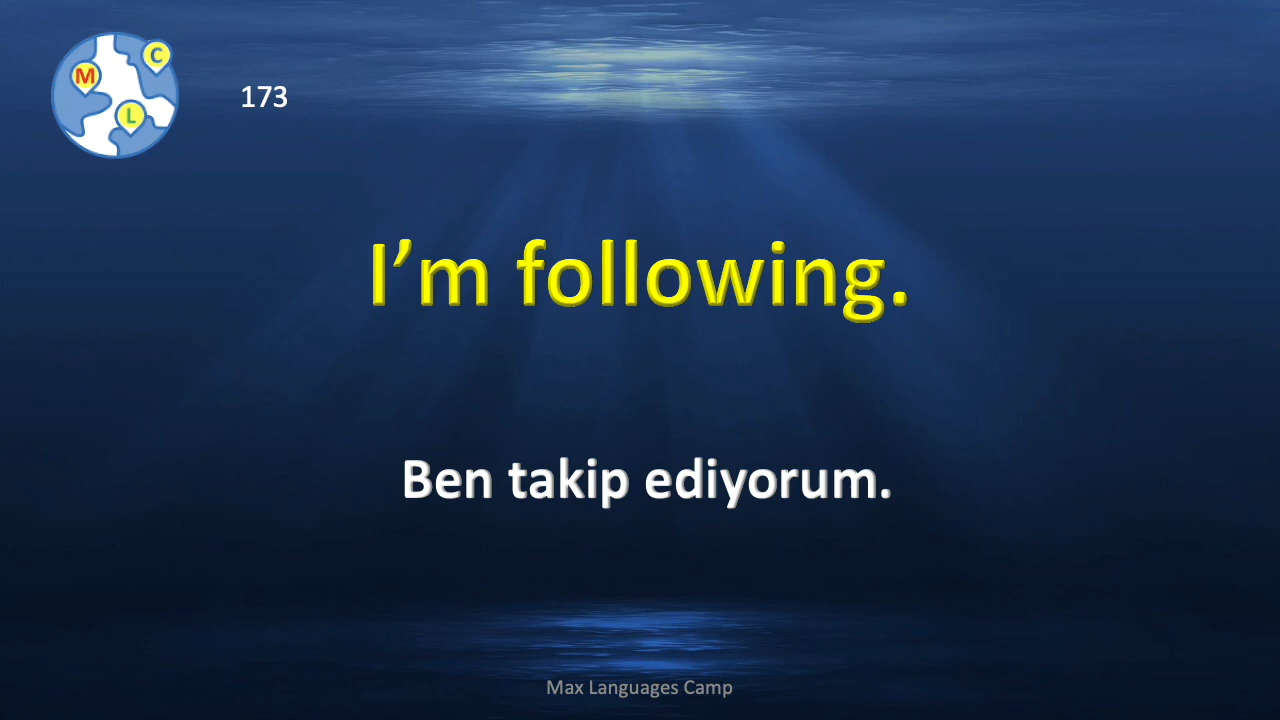 C
M
L
173
I’m following.
Ben takip ediyorum.
Max Languages Camp